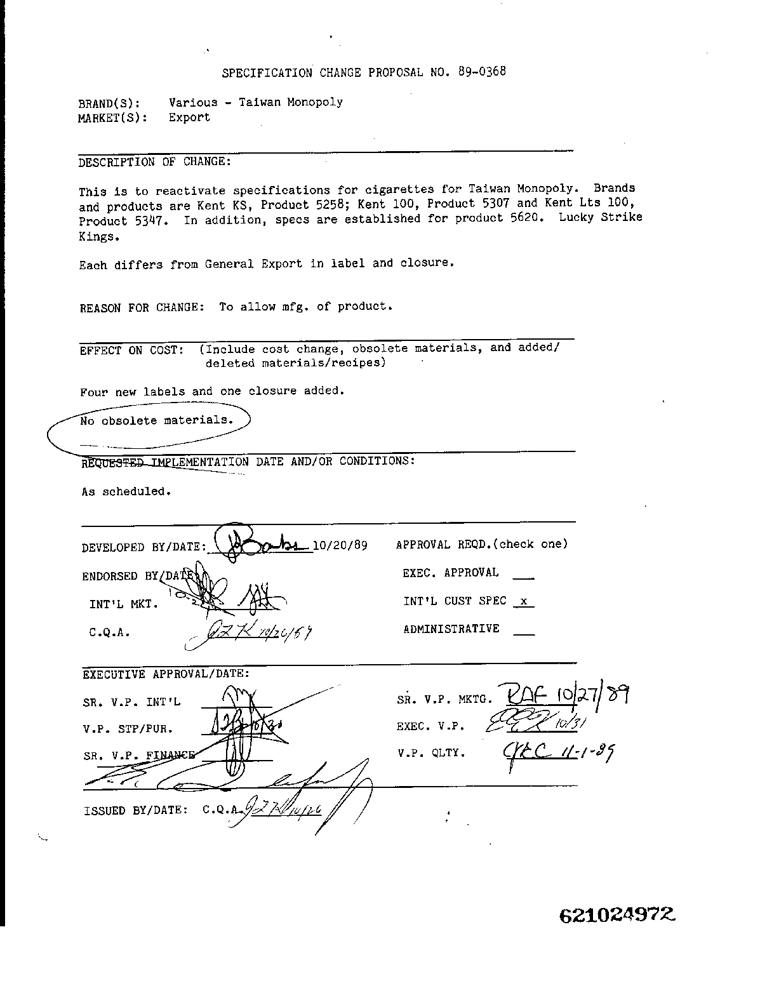 SPECIFICATION CHANGE PROPOSAL NO. 89-0368
BRAND(S): Various - Taiwan Monopoly
MARKET(S): Export
DESCRIPTION OF CHANGE:
This is to reactivate specifications for cigarettes for Taiwan Monopoly. Brands
and products are Kent KS, Product 5258; Kent 100, Product 5307 and Kent Lts 100,
Product 5347. In addition, specs are established for product 5620. Lucky Strike
Kings.
Each differs from General Export in label and closure.
REASON FOR CHANGE: To allow mfg. of product.
EFFECT ON COST: (Include cost change, obsolete materials, and added/
deleted materials/recipes)
Four new labels and one closure added.
No obsolete materials.
REQUESTED IMPLEMENTATION DATE AND/OR CONDITIONS:
As scheduled.
DEVELOPED BY/DATE: 10/20/89 APPROVAL REQD.(check one)
ENDORSED BY/DATE EXEC. APPROVAL
INT'L MKT. INT'L CUST SPEC x
C.Q.A. ADMINISTRATIVE
EXECUTIVE APPROVAL/DATE:
SR. V.P. INT'L SR. V.P. MKTG. RAF 10/27/89
V.P. STP/PUR. EXEC. V.P. 10/31
SR. V.P. FINANCE V.P. QLTY. 11-1-89
ISSUED BY/DATE: C.Q.A. 10/26
621024972